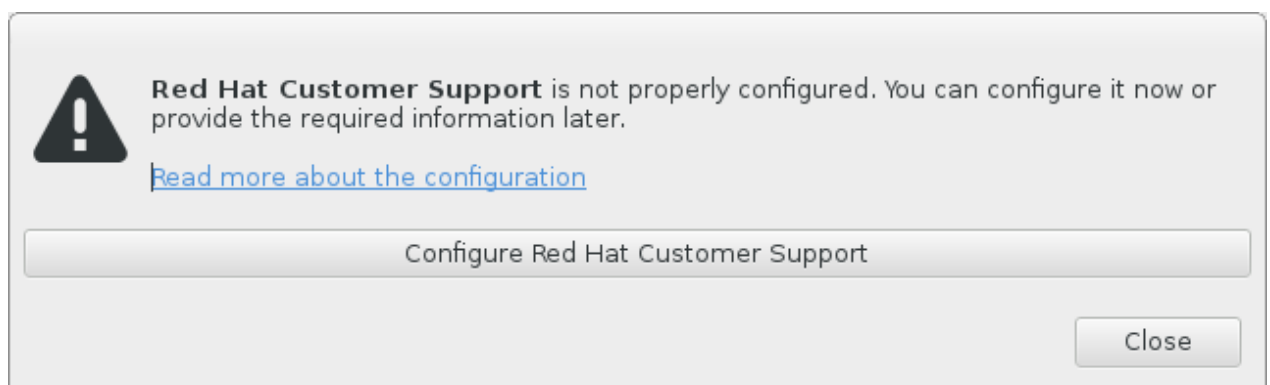 Red Hat Customer Support is not properly configured. You can configure it now or
provide the required information later.
Read more about the configuration
Configure Red Hat Customer Support
Close